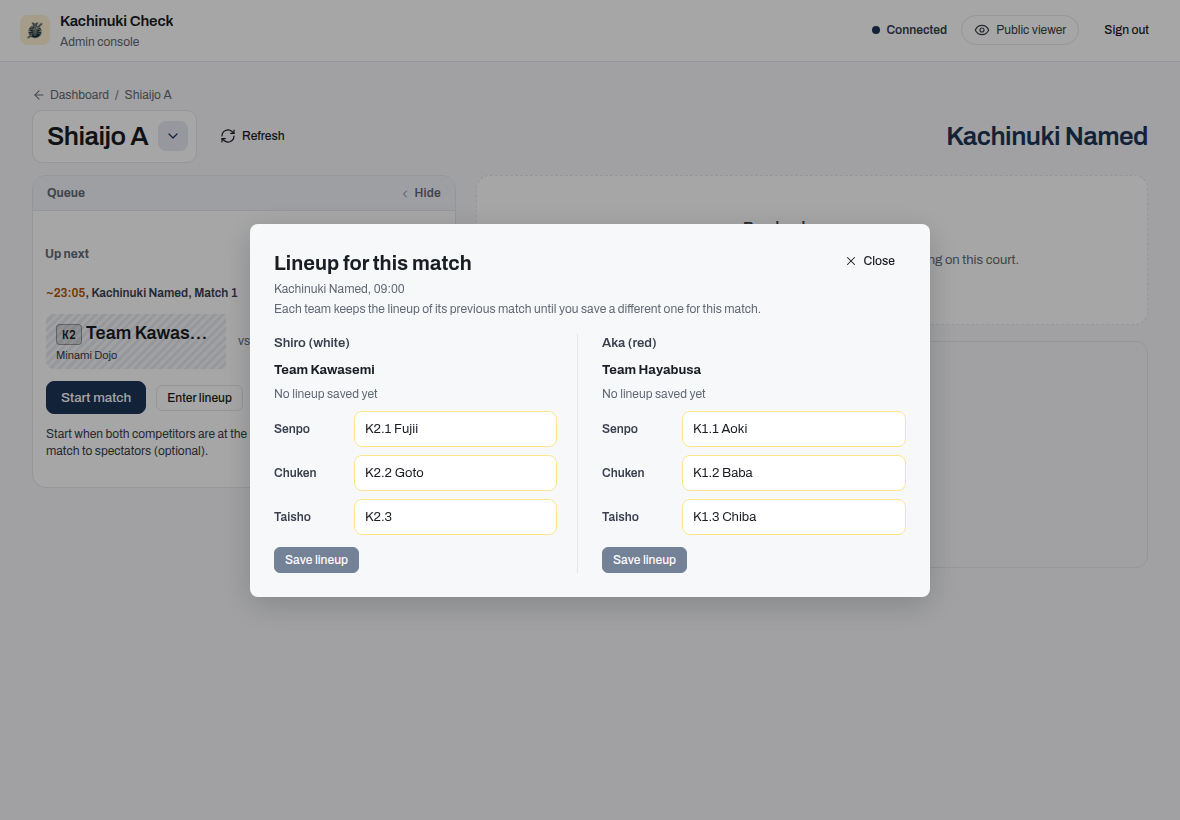 Kachinuki Check
Admin console
Connected
Public viewer
Sign out
Dashboard / Shiaijo A
Shiaijo A
Refresh
Kachinuki Named
Queue
Hide
Up next
~23:05, Kachinuki Named, Match 1
K2 Team Kawas...
Minami Dojo
vs
Start match
Enter lineup
Start when both competitors are at the
match to spectators (optional).
on this court.
Lineup for this match
Close
Kachinuki Named, 09:00
Each team keeps the lineup of its previous match until you save a different one for this match.
Shiro (white)
Team Kawasemi
No lineup saved yet
Senpo
K2.1 Fujii
Chuken
K2.2 Goto
Taisho
K2.3
Save lineup
Aka (red)
Team Hayabusa
No lineup saved yet
Senpo
K1.1 Aoki
Chuken
K1.2 Baba
Taisho
K1.3 Chiba
Save lineup